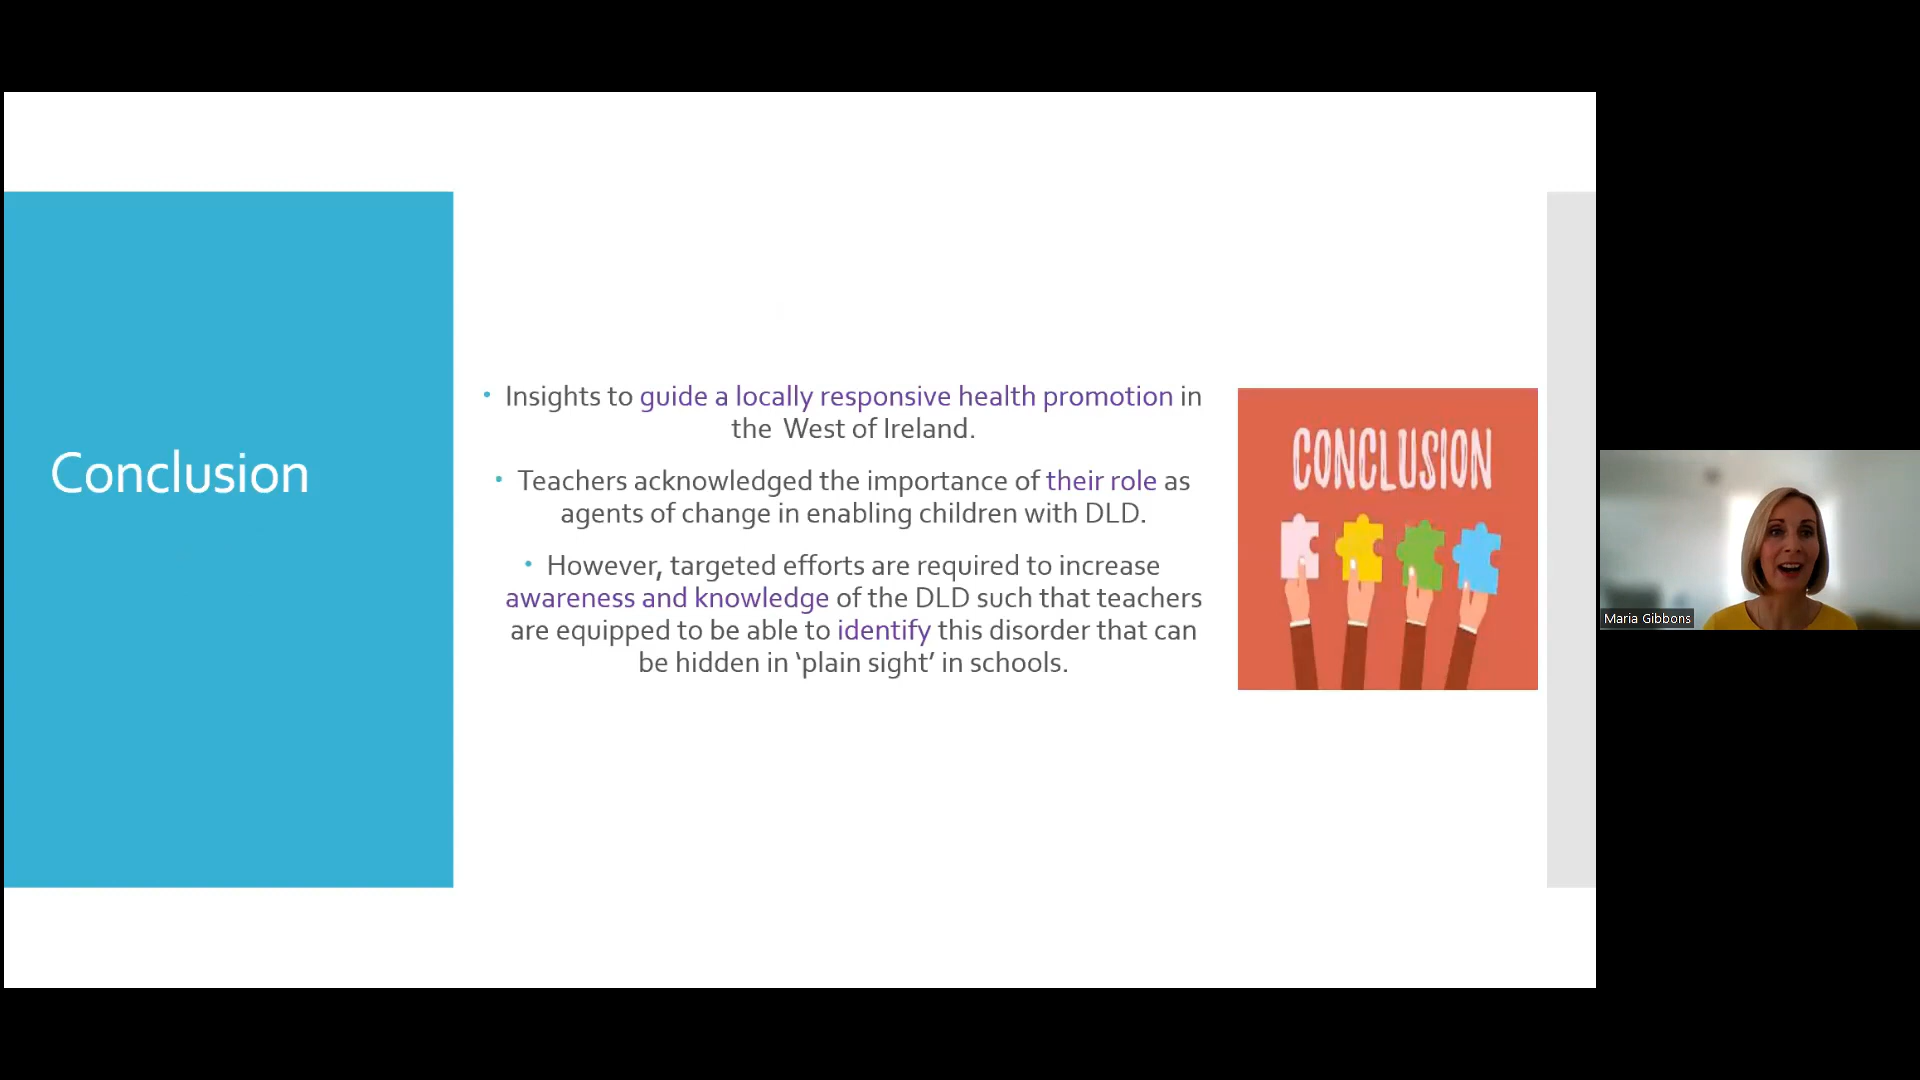 Conclusion
• Insights to guide a locally responsive health promotion in
the West of Ireland.
• Teachers acknowledged the importance of their role as
agents of change in enabling children with DLD.
• However, targeted efforts are required to increase
awareness and knowledge of the DLD such that teachers
are equipped to be able to identify this disorder that can
be hidden in ‘plain sight’ in schools.
CONCLUSION
Maria Gibbons